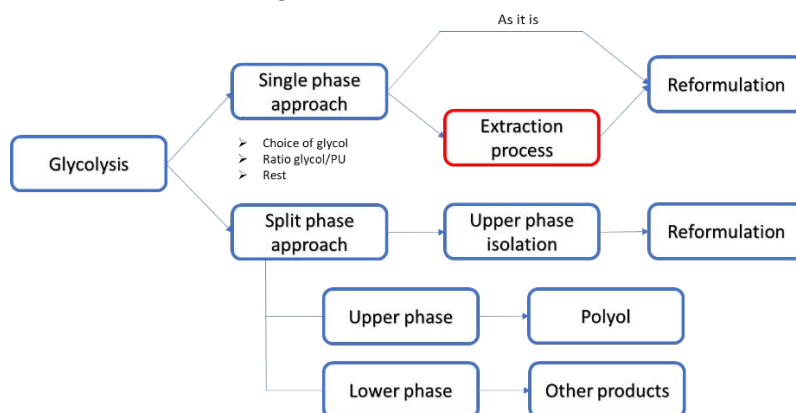 As it is
Single phase
approach
Reformulation
Extraction
process
Glycolysis
➤ Choice of glycol
➤ Ratio glycol/PU
➤ Rest
Split phase
approach
Upper phase
isolation
Reformulation
Upper phase
Polyol
Lower phase
Other products